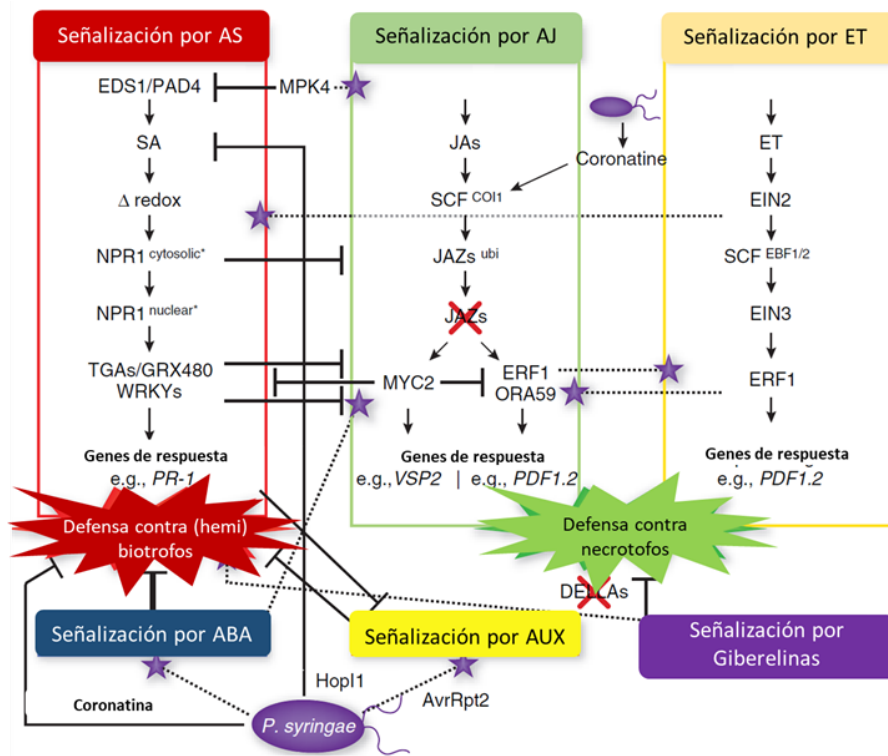 Señalización por AS
Señalización por AJ
Señalización por ET
EDS1/PAD4
MPK4
SA
JAs
Coronatine
ET
Δ redox
SCF COI1
EIN2
NPR1 cytosolic*
JAZs ubi
SCF EBF1/2
NPR1 nuclear*
JAZs
EIN3
TGAs/GRX480
WRKYs
MYC2
ERF1
ORA59
ERF1
Genes de respuesta
e.g., PR-1
Genes de respuesta
e.g.,VSP2 | e.g., PDF1.2
Genes de respuesta
e.g., PDF1.2
Defensa contra (hemi)
biotrofos
Defensa contra
necrotofos
DELLAs
Señalización por ABA
Señalización por AUX
Señalización por
Giberelinas
HopI1
AvrRpt2
Coronatina
P. syringae